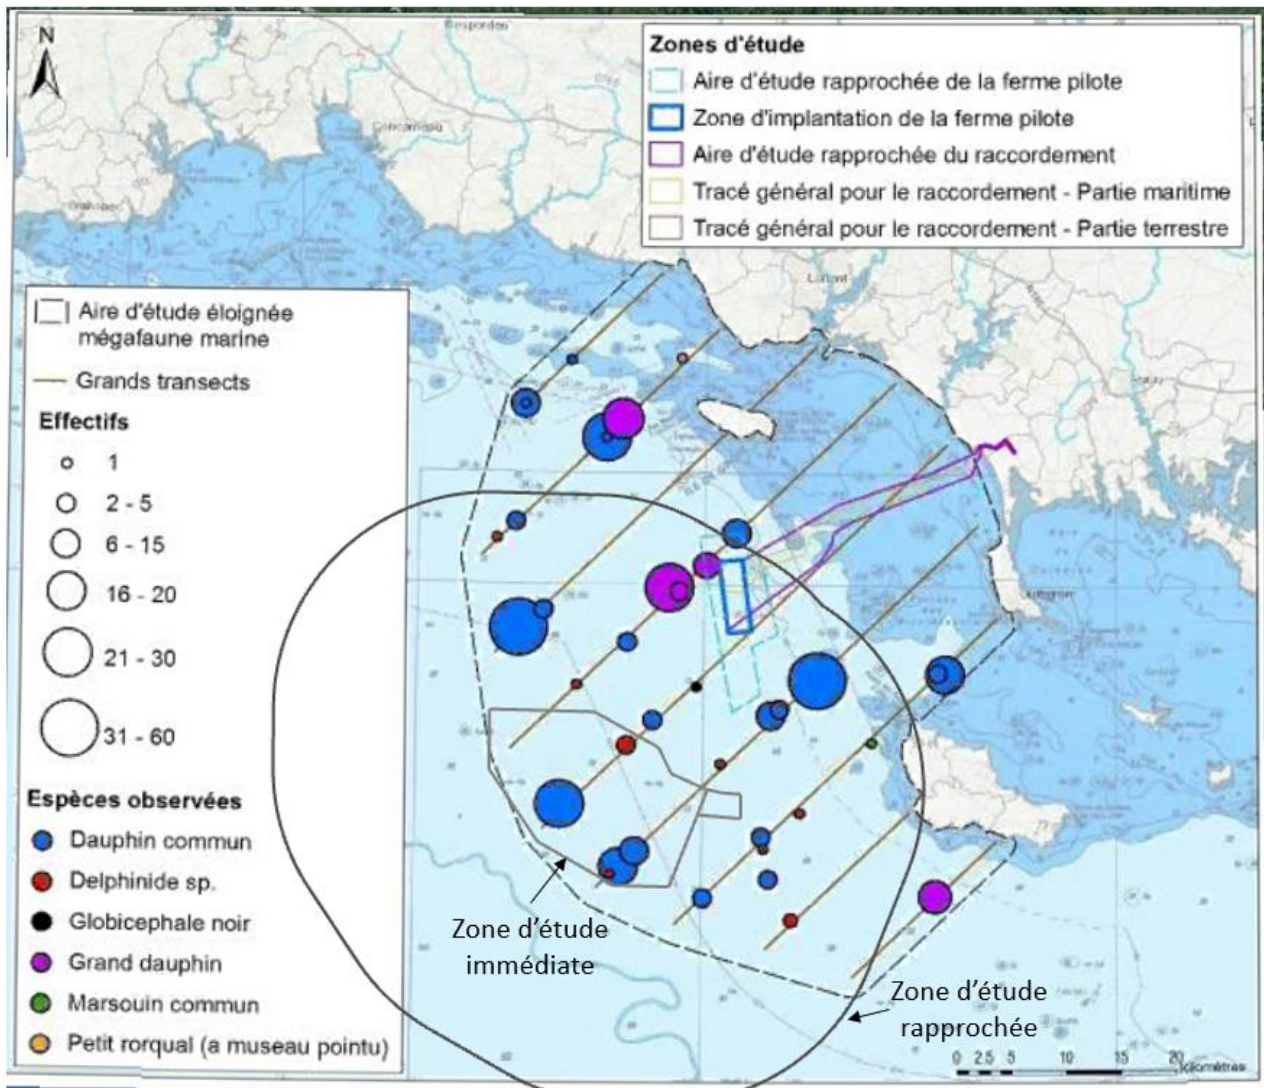 N
Concarneau
Lorient
Zones d'étude
Aire d'étude rapprochée de la ferme pilote
Zone d'implantation de la ferme pilote
Aire d'étude rapprochée du raccordement
Tracé général pour le raccordement - Partie maritime
Tracé général pour le raccordement - Partie terrestre
Aire d'étude éloignée
mégafaune marine
Grands transects
Effectifs
1
2 - 5
6 - 15
16 - 20
21 - 30
31 - 60
Espèces observées
Dauphin commun
Delphinide sp.
Globicephale noir
Grand dauphin
Marsouin commun
Petit rorqual (a museau pointu)
Zone d'étude
immédiate
Zone d'étude
rapprochée
0 2.5 5 10 15 20
Kilomètres